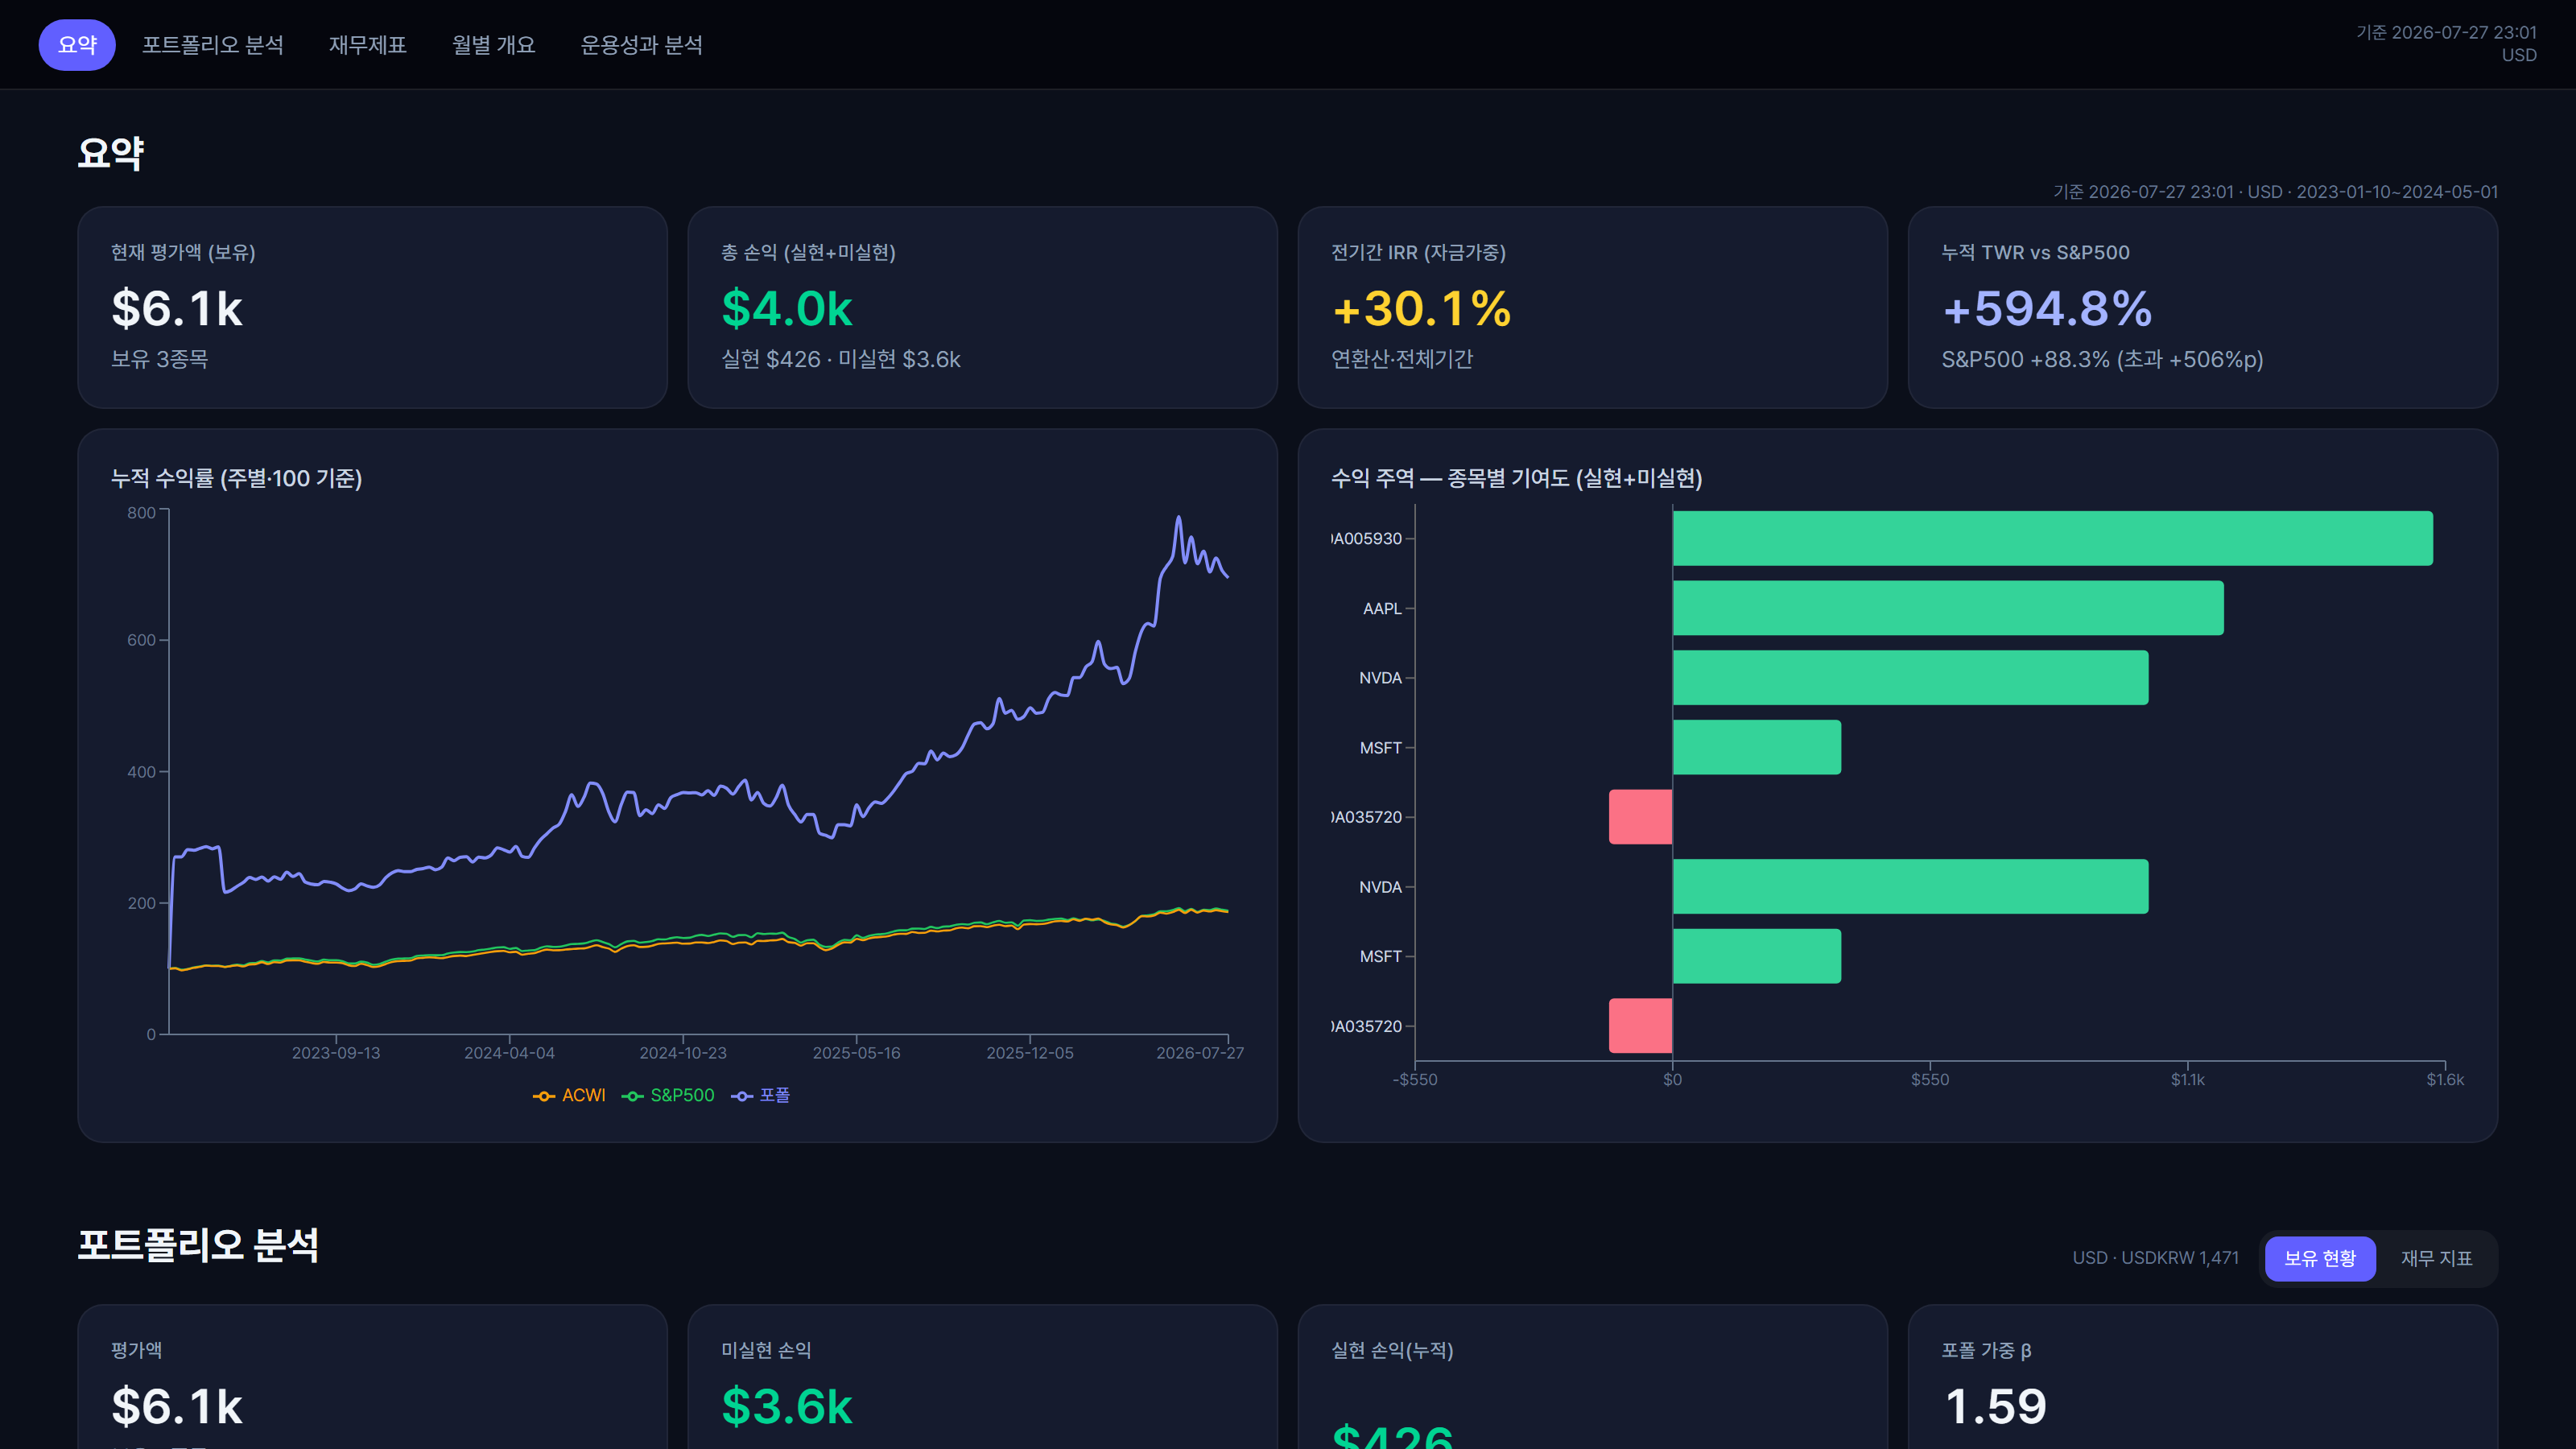 요약 포트폴리오 분석 재무제표 월별 개요 운용성과 분석
기준 2026-07-27 23:01
USD
요약
기준 2026-07-27 23:01 · USD · 2023-01-10~2024-05-01
현재 평가액 (보유)
$6.1k
보유 3종목
총 손익 (실현+미실현)
$4.0k
실현 $426 · 미실현 $3.6k
전기간 IRR (자금가중)
+30.1%
연환산·전체기간
누적 TWR vs S&P500
+594.8%
S&P500 +88.3% (초과 +506%p)
누적 수익률 (주별·100 기준)
800
600
400
200
0
2023-09-13 2024-04-04 2024-10-23 2025-05-16 2025-12-05 2026-07-27
ACWI S&P500 포폴
수익 주역 — 종목별 기여도 (실현+미실현)
A005930
AAPL
NVDA
MSFT
A035720
NVDA
MSFT
A035720
-$550 $0 $550 $1.1k $1.6k
포트폴리오 분석
USD · USDKRW 1,471
보유 현황 재무 지표
평가액
$6.1k
미실현 손익
$3.6k
실현 손익(누적)
$426
포폴 가중 β
1.59